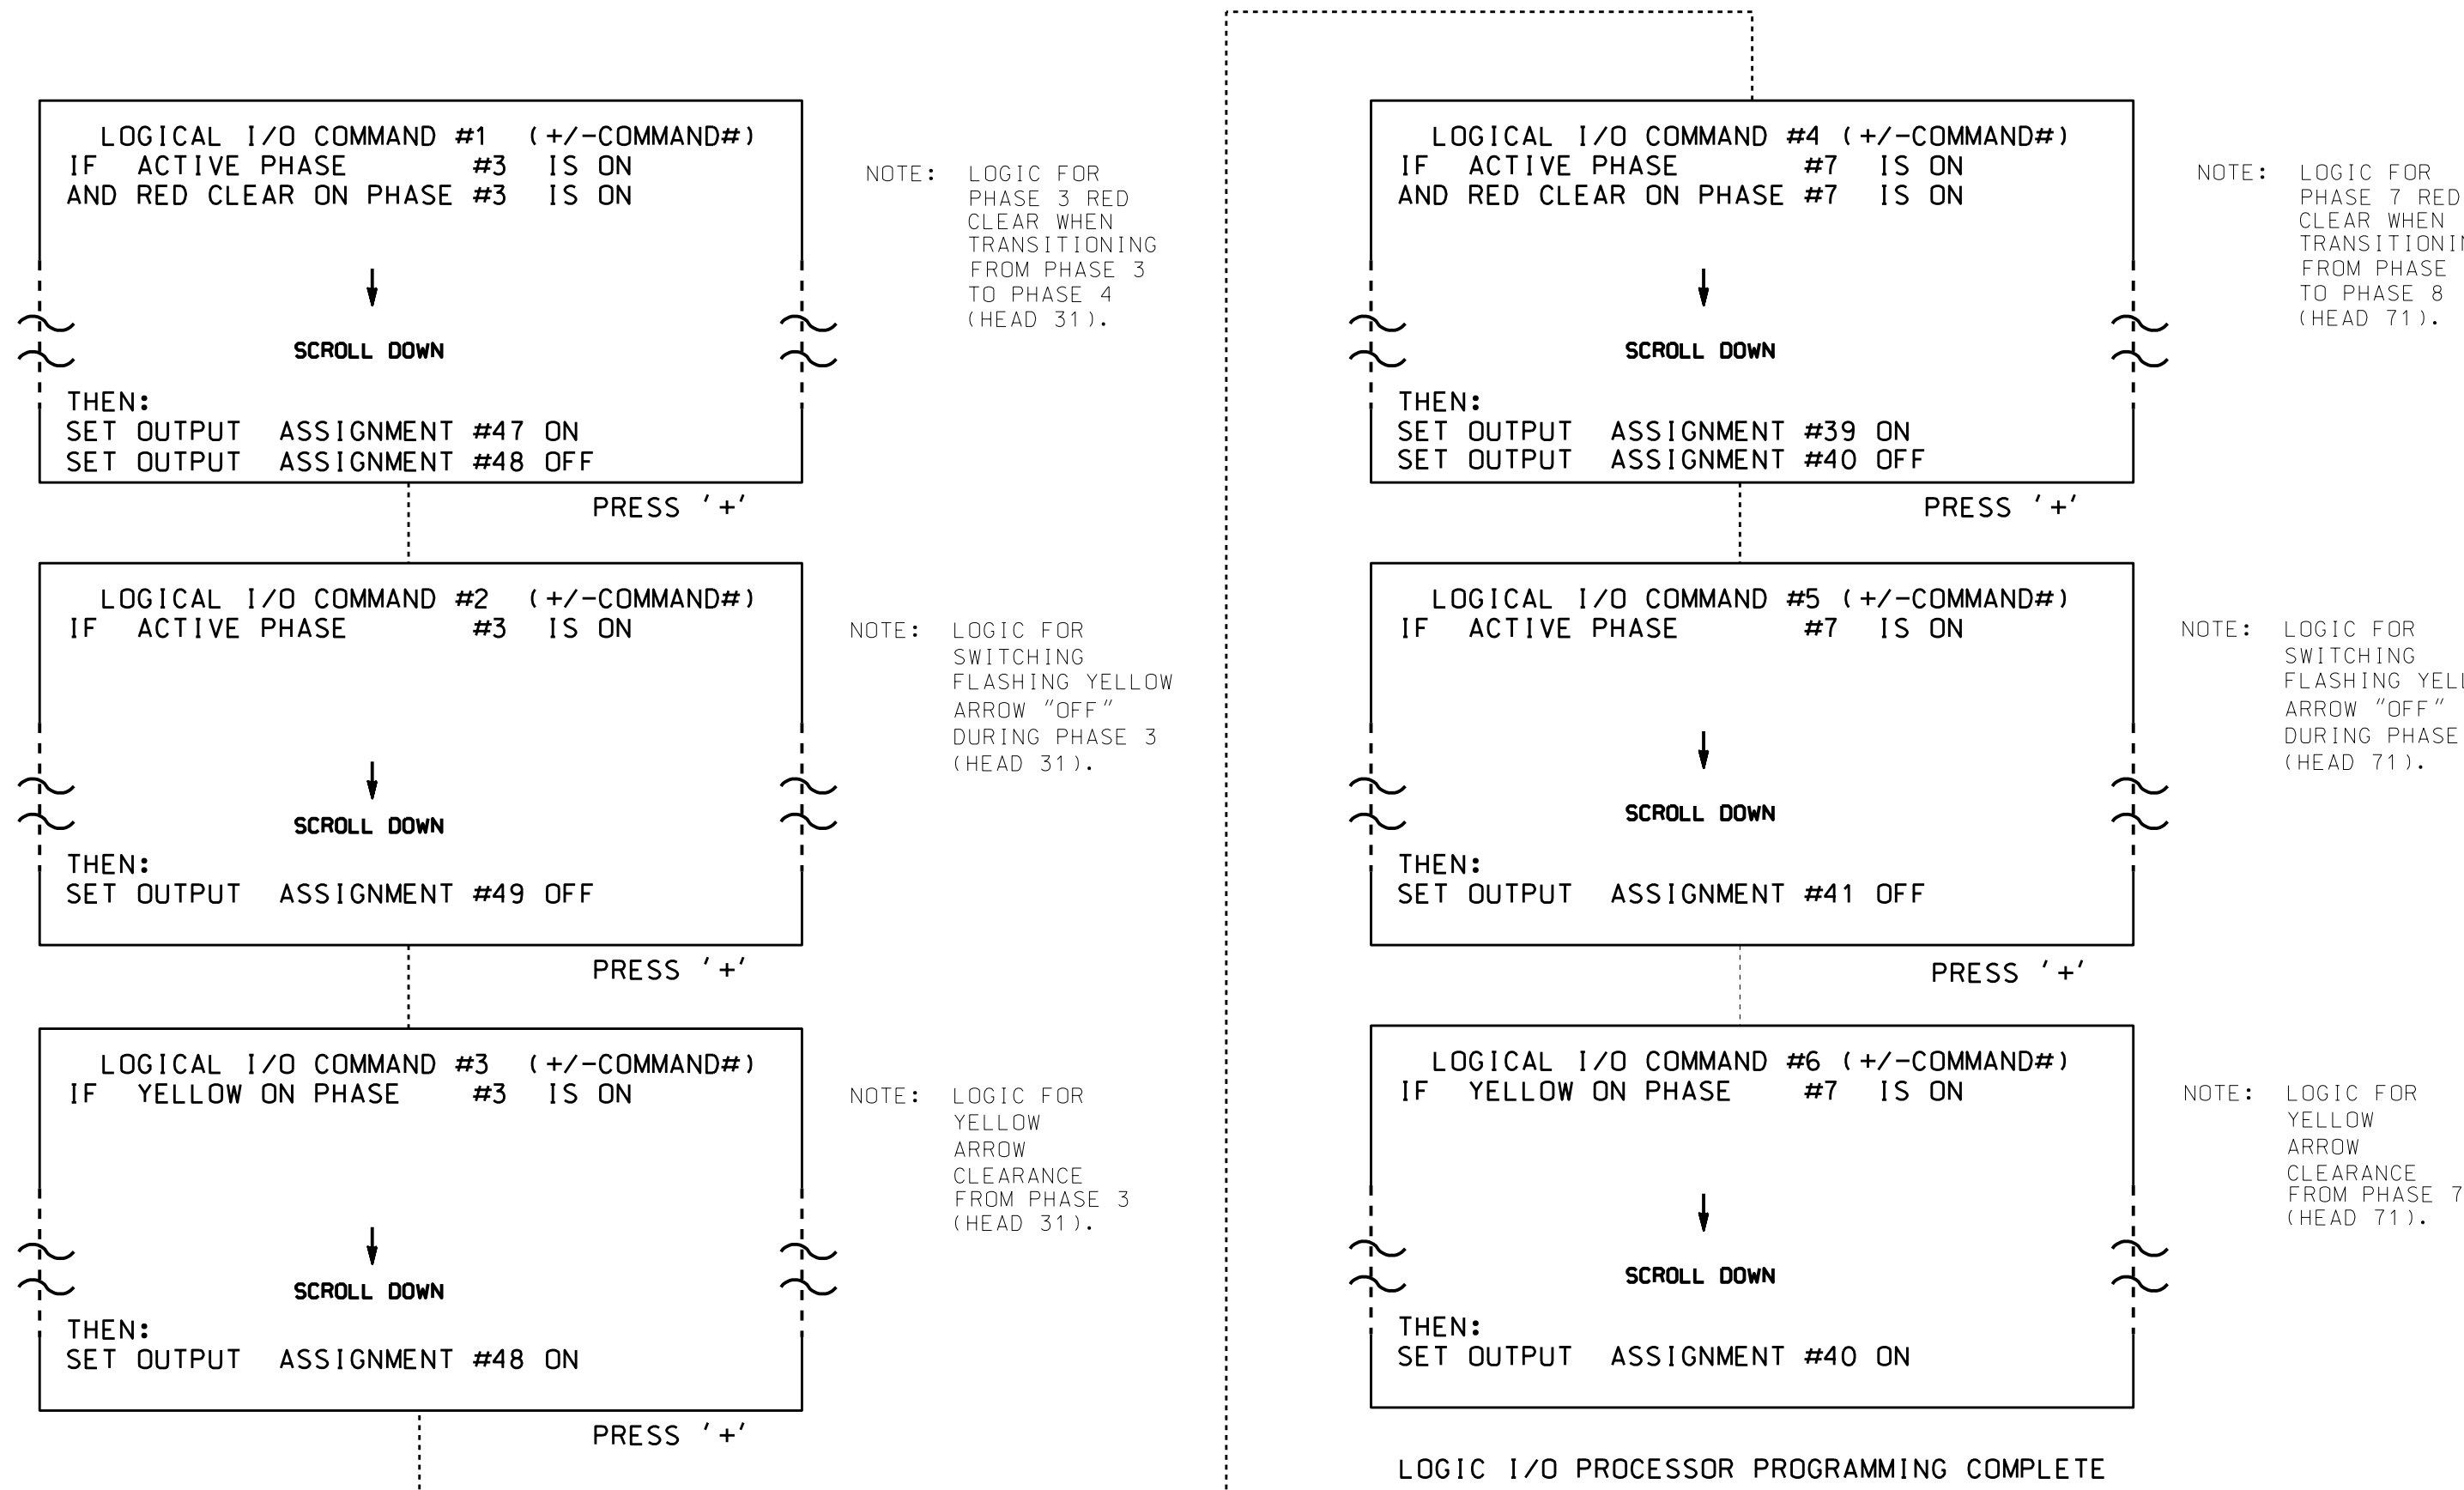 LOGICAL I/O COMMAND #1 (+/-COMMAND#)
IF ACTIVE PHASE #3 IS ON
AND RED CLEAR ON PHASE #3 IS ON
SCROLL DOWN
THEN:
SET OUTPUT ASSIGNMENT #47 ON
SET OUTPUT ASSIGNMENT #48 OFF
PRESS '+'
NOTE: LOGIC FOR
PHASE 3 RED
CLEAR WHEN
TRANSITIONING
FROM PHASE 3
TO PHASE 4
(HEAD 31).
LOGICAL I/O COMMAND #2 (+/-COMMAND#)
IF ACTIVE PHASE #3 IS ON
SCROLL DOWN
THEN:
SET OUTPUT ASSIGNMENT #49 OFF
PRESS '+'
NOTE: LOGIC FOR
SWITCHING
FLASHING YELLOW
ARROW "OFF"
DURING PHASE 3
(HEAD 31).
LOGICAL I/O COMMAND #3 (+/-COMMAND#)
IF YELLOW ON PHASE #3 IS ON
SCROLL DOWN
THEN:
SET OUTPUT ASSIGNMENT #48 ON
PRESS '+'
NOTE: LOGIC FOR
YELLOW
ARROW
CLEARANCE
FROM PHASE 3
(HEAD 31).
LOGICAL I/O COMMAND #4 (+/-COMMAND#)
IF ACTIVE PHASE #7 IS ON
AND RED CLEAR ON PHASE #7 IS ON
SCROLL DOWN
THEN:
SET OUTPUT ASSIGNMENT #39 ON
SET OUTPUT ASSIGNMENT #40 OFF
PRESS '+'
NOTE: LOGIC FOR
PHASE 7 RED
CLEAR WHEN
FROM PHASE
TO PHASE 8
(HEAD 71).
LOGICAL I/O COMMAND #5 (+/-COMMAND#)
IF ACTIVE PHASE #7 IS ON
SCROLL DOWN
THEN:
SET OUTPUT ASSIGNMENT #41 OFF
PRESS '+'
NOTE: LOGIC FOR
SWITCHING
FLASHING
ARROW "OFF"
DURING PHASE
(HEAD 71).
LOGICAL I/O COMMAND #6 (+/-COMMAND#)
IF YELLOW ON PHASE #7 IS ON
SCROLL DOWN
THEN:
SET OUTPUT ASSIGNMENT #40 ON
NOTE: LOGIC FOR
YELLOW
ARROW
CLEARANCE
FROM PHASE 7
(HEAD 71).
LOGIC I/O PROCESSOR PROGRAMMING COMPLETE